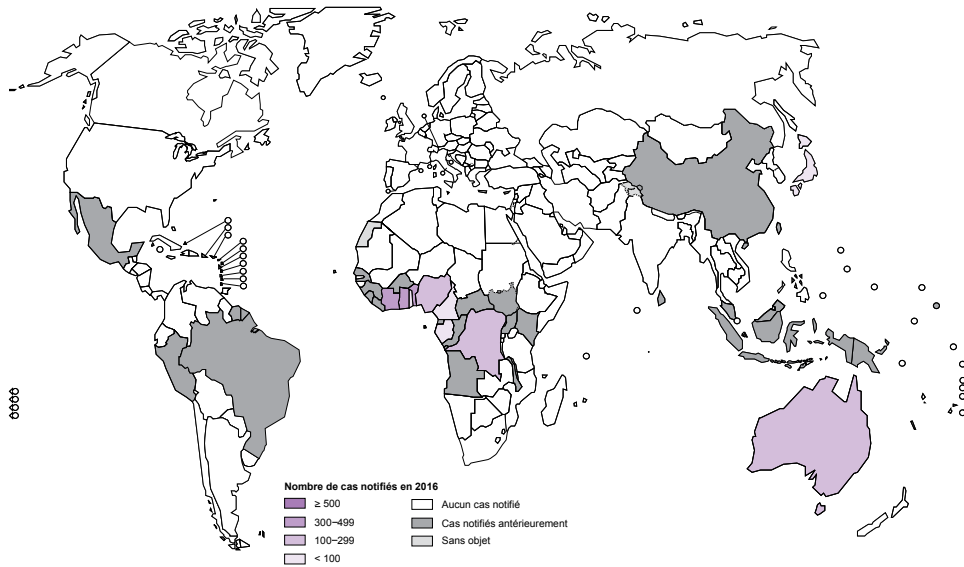 Nombre de cas notifiés en 2016
≥ 500
300–499
100–299
< 100
Aucun cas notifié
Cas notifiés antérieurement
Sans objet